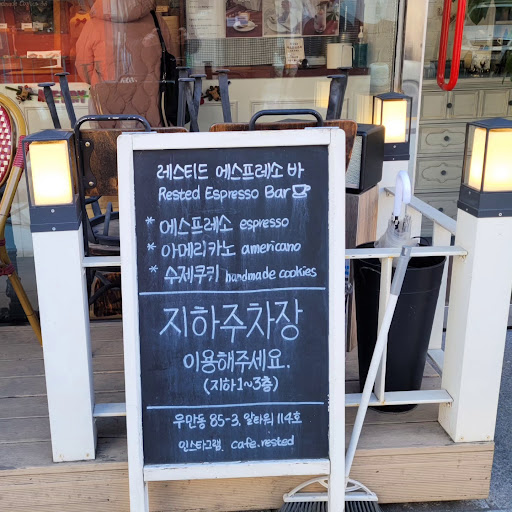 레스티드 에스프레소 바
Rested Espresso Bar
* 에스프레소 espresso
* 아메리카노 americano
* 수제쿠키 handmade cookies
지하주차장
이용해주세요.
(지하1~3층)
우만동 85-3. 알타워 114호
인스타그램. cafe.rested